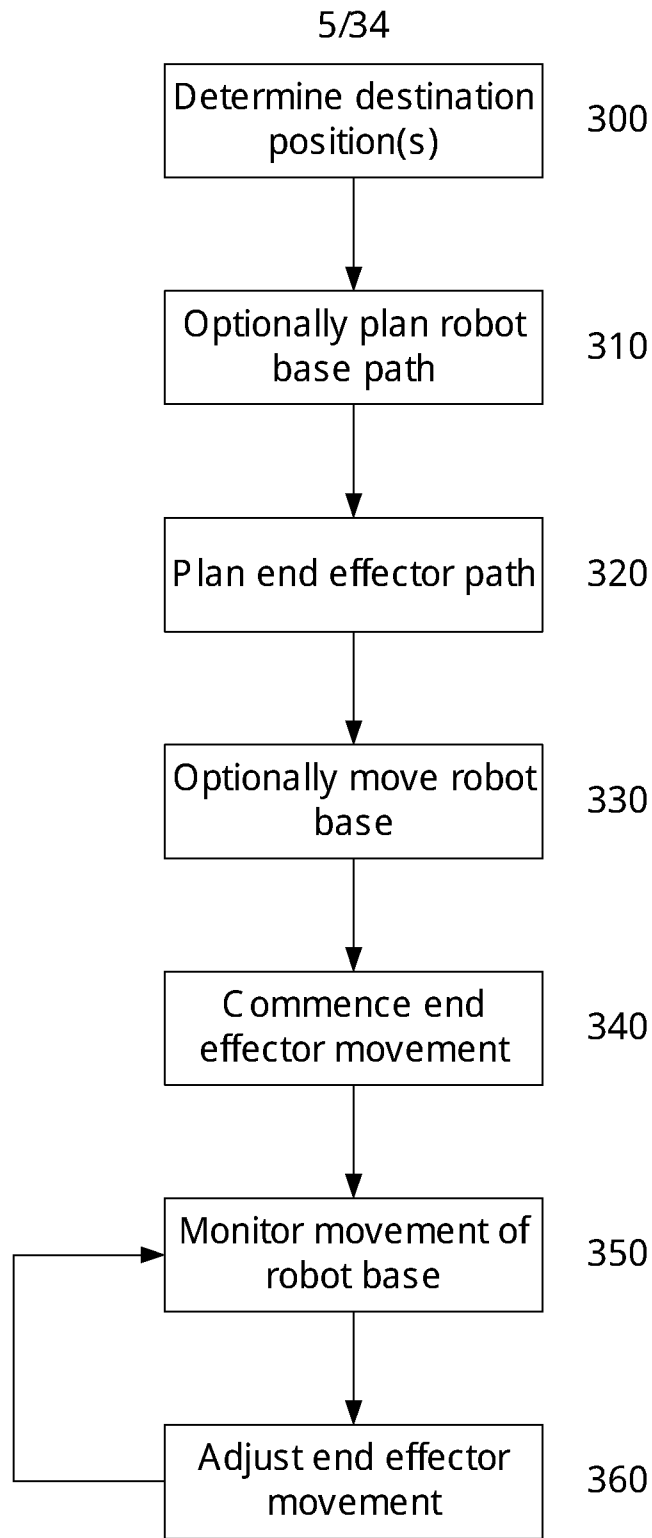 5/34
Determine destination
position(s)
300
Optionally plan robot
base path
310
Plan end effector path
320
Optionally move robot
base
330
Commence end
effector movement
340
Monitor movement of
robot base
350
Adjust end effector
movement
360